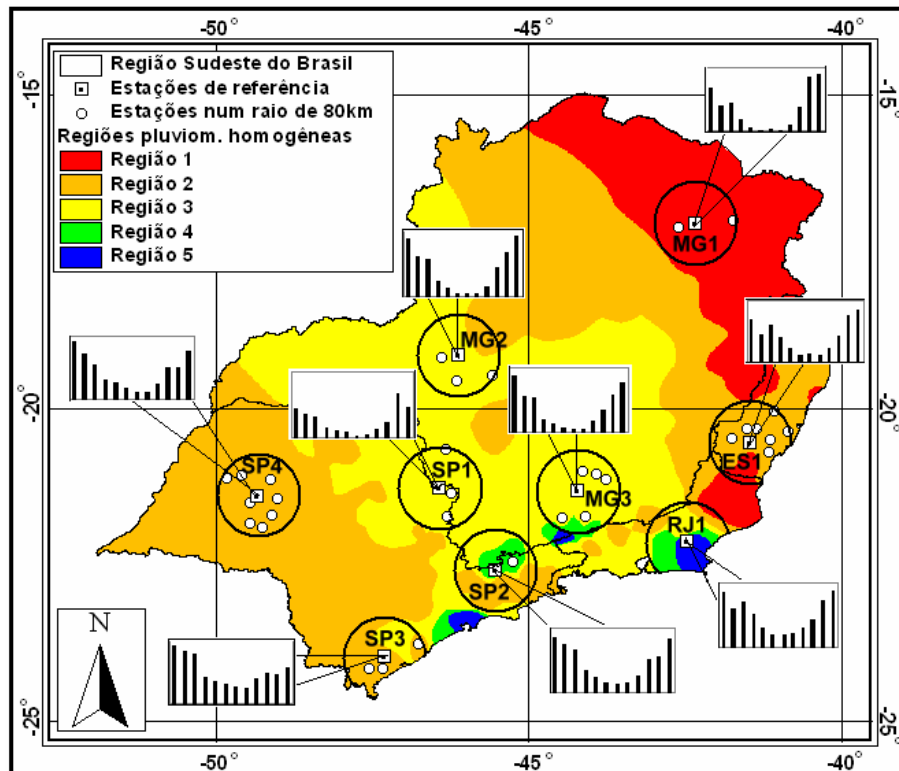 -50° -45° -40°
Região Sudeste do Brasil
Estações de referência
Estações num raio de 80km
Regiões pluviom. homogêneas
Região 1
Região 2
Região 3
Região 4
Região 5
-15° -15°
MG1
MG2
-20° -20°
SP4
SP1
MG3
ES1
RJ1
SP2
SP3
N
-25° -25°
-50° -45° -40°